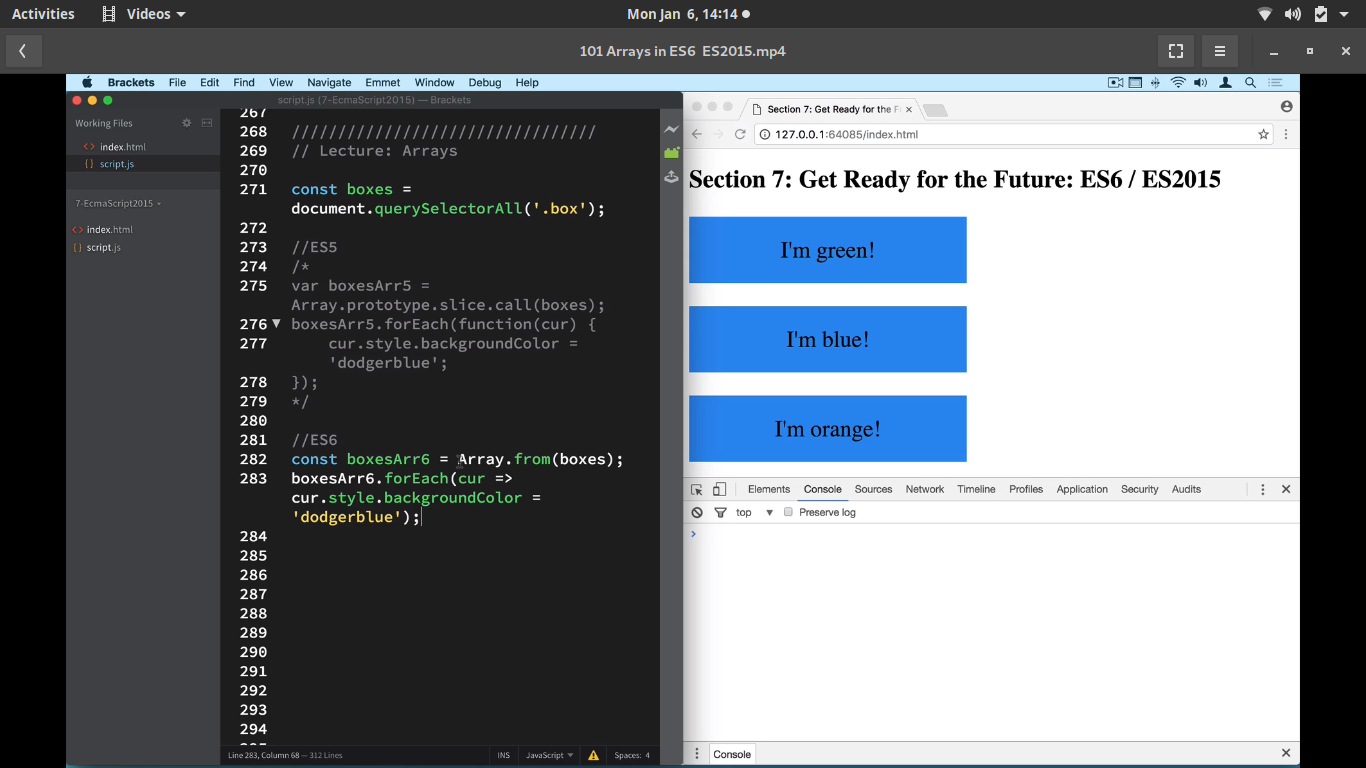 Activities Videos Mon Jan 6, 14:14
101 Arrays in ES6 ES2015.mp4
Brackets File Edit Find View Navigate Emmet Window Debug Help
script.js (7-EcmaScript2015) — Brackets
Working Files
<> index.html
{} script.js
7-EcmaScript2015
<> index.html
{} script.js
267
268 /////////////////////////////////
269 // Lecture: Arrays
270
271 const boxes =
document.querySelectorAll('.box');
272
273 //ES5
274 /*
275 var boxesArr5 =
Array.prototype.slice.call(boxes);
276 boxesArr5.forEach(function(cur) {
277 cur.style.backgroundColor =
'dodgerblue';
278 });
279 */
280
281 //ES6
282 const boxesArr6 = Array.from(boxes);
283 boxesArr6.forEach(cur =>
cur.style.backgroundColor =
'dodgerblue');
284
285
286
287
288
289
290
291
292
293
294
Line 283, Column 68 — 312 Lines INS JavaScript Spaces: 4
Section 7: Get Ready for the F
127.0.0.1:64085/index.html
Section 7: Get Ready for the Future: ES6 / ES2015
I'm green!
I'm blue!
I'm orange!
Elements Console Sources Network Timeline Profiles Application Security Audits
top Preserve log
Console